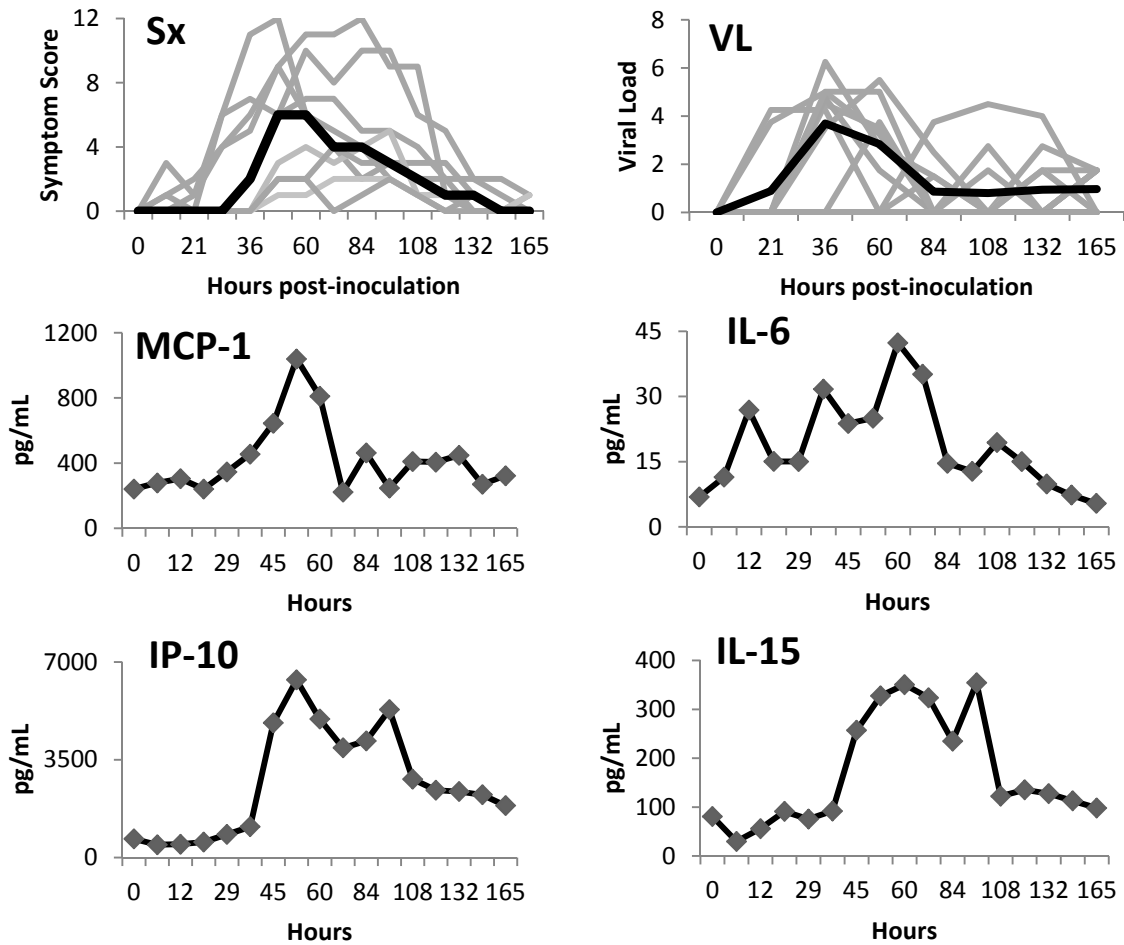 Sx
Symptom Score
12
8
4
0
0 21 36 60 84 108 132 165
Hours post-inoculation
VL
Viral Load
8
6
4
2
0
0 21 36 60 84 108 132 165
Hours post-inoculation
MCP-1
pg/mL
1200
800
400
0
0 12 29 45 60 84 108 132 165
Hours
IL-6
pg/mL
45
30
15
0
0 12 29 45 60 84 108 132 165
Hours
IP-10
pg/mL
7000
3500
0
0 12 29 45 60 84 108 132 165
Hours
IL-15
pg/mL
400
300
200
100
0
0 12 29 45 60 84 108 132 165
Hours